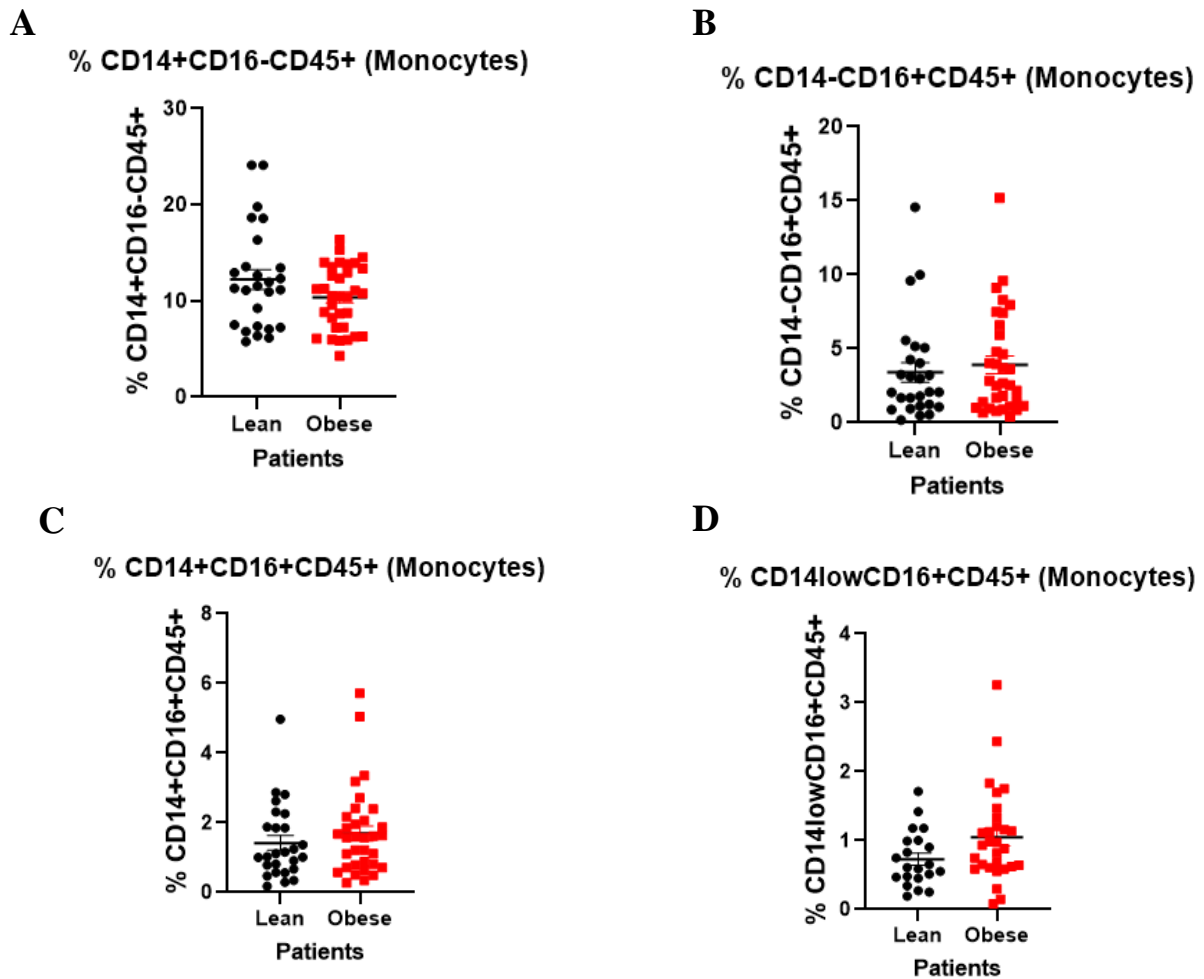 A
% CD14+CD16-CD45+ (Monocytes)
% CD14+CD16-CD45+
30
20
10
0
Lean Obese
Patients
B
% CD14-CD16+CD45+ (Monocytes)
% CD14-CD16+CD45+
20
15
10
5
0
Lean Obese
Patients
C
% CD14+CD16+CD45+ (Monocytes)
% CD14+CD16+CD45+
8
6
4
2
0
Lean Obese
Patients
D
% CD14lowCD16+CD45+ (Monocytes)
% CD14lowCD16+CD45+
4
3
2
1
0
Lean Obese
Patients